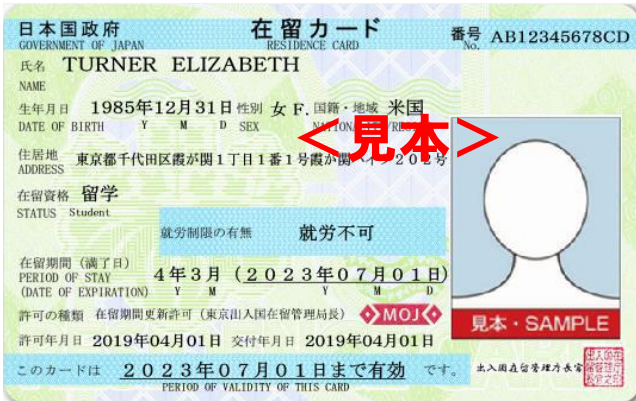 日本国政府 在留カード 番号 AB12345678CD
GOVERNMENT OF JAPAN RESIDENCE CARD No.
氏名 TURNER ELIZABETH
NAME
生年月日 1985年12月31日 性別 女 F. 国籍・地域 米国
DATE OF BIRTH Y M D SEX
<見本>
住居地 東京都千代田区霞が関1丁目1番1号霞が関ハイツ202号
ADDRESS
在留資格 留学
STATUS Student
就労制限の有無 就労不可
在留期間(満了日) 4年3月(2023年07月01日)
PERIOD OF STAY
(DATE OF EXPIRATION) Y M Y M D
許可の種類 在留期間更新許可(東京出入国在留管理局長) MOJ
見本・SAMPLE
許可年月日 2019年04月01日 交付年月日 2019年04月01日
このカードは 2023年07月01日まで有効 です。 出入国在留管理庁長官
PERIOD OF VALIDITY OF THIS CARD